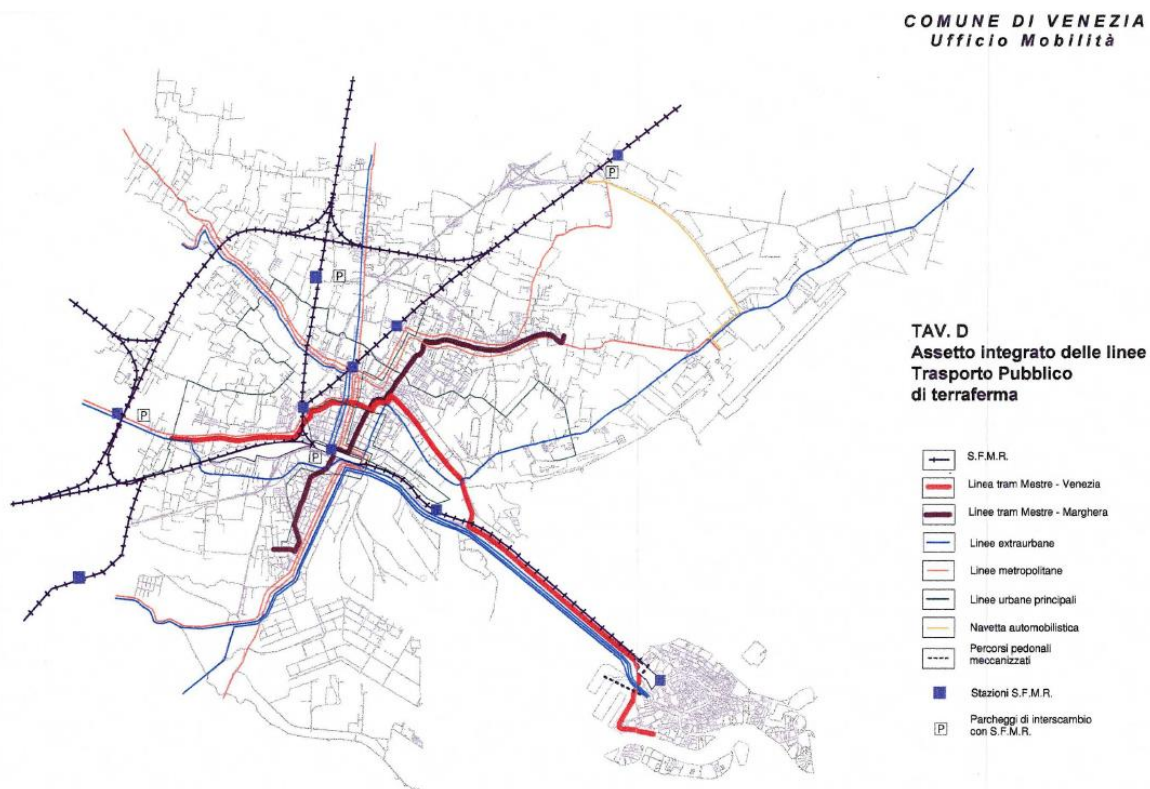 COMUNE DI VENEZIA
Ufficio Mobilità
P
P
P
P
TAV. D
Assetto integrato delle linee
Trasporto Pubblico
di terraferma
S.F.M.R.
Linea tram Mestre - Venezia
Linee tram Mestre - Marghera
Linee extraurbane
Linee metropolitane
Linee urbane principali
Navetta automobilistica
Percorsi pedonali
meccanizzati
Stazioni S.F.M.R.
P
Parcheggi di interscambio
con S.F.M.R.